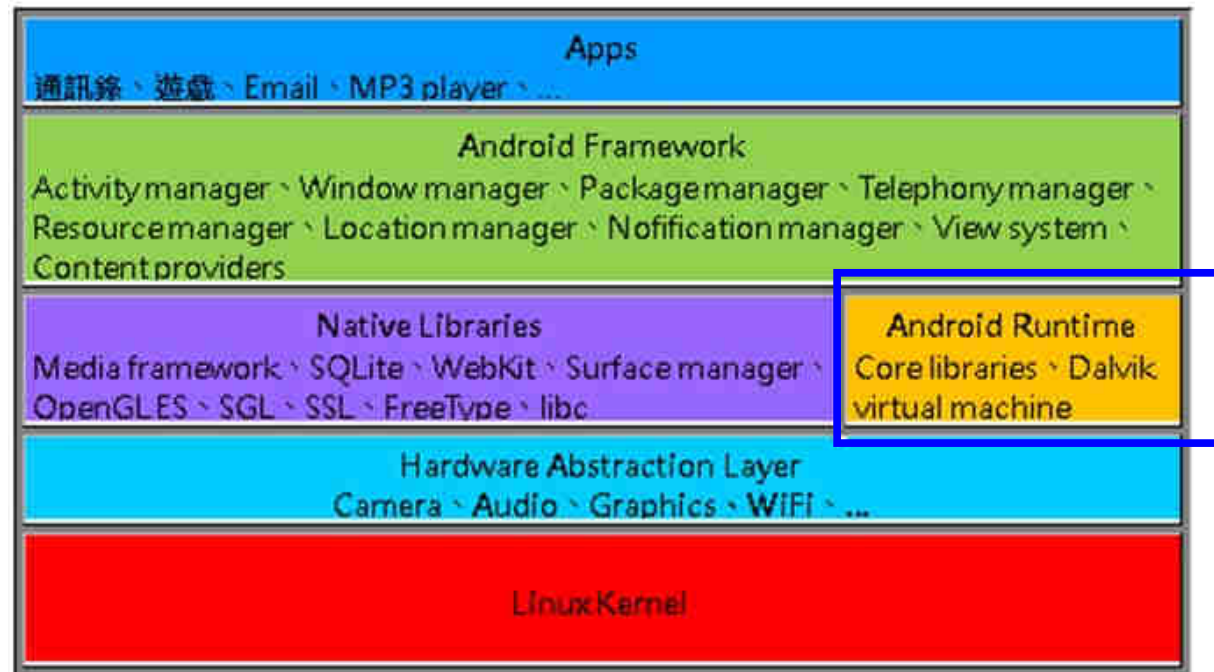 Apps
通訊錄、遊戲、Email、MP3 player、...
Android Framework
Activity manager、Window manager、Package manager、Telephony manager、
Resource manager、Location manager、Nofification manager、View system、
Content providers
Native Libraries
Media framework、SQLite、WebKit、Surface manager、
OpenGLES、SGL、SSL、FreeType、libc
Android Runtime
Core libraries、Dalvik
virtual machine
Hardware Abstraction Layer
Camera、Audio、Graphics、WiFi、...
Linux Kernel